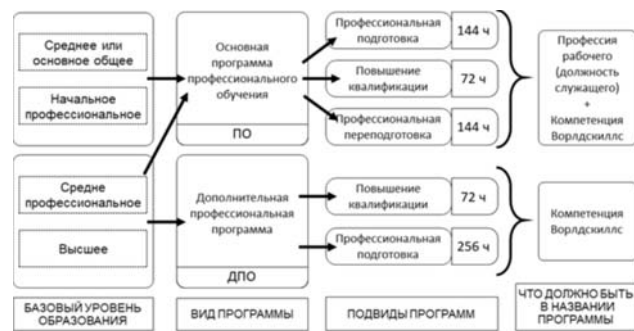 Среднее или
основное общее
Начальное
профессиональное
Средне
профессиональное
Высшее
БАЗОВЫЙ УРОВЕНЬ
ОБРАЗОВАНИЯ
Основная
программа
профессионального
обучения
ПО
Дополнительная
профессиональная
программа
ДПО
ВИД ПРОГРАММЫ
Профессиональная
подготовка
144 ч
Повышение
квалификации
72 ч
Профессиональная
переподготовка
144 ч
Повышение
квалификации
72 ч
Профессиональная
подготовка
256 ч
ПОДВИДЫ ПРОГРАММ
Профессия
рабочего
(должность
служащего)
+
Компетенция
Ворлдскиллс
Компетенция
Ворлдскиллс
ЧТО ДОЛЖНО БЫТЬ
В НАЗВАНИИ
ПРОГРАММЫ